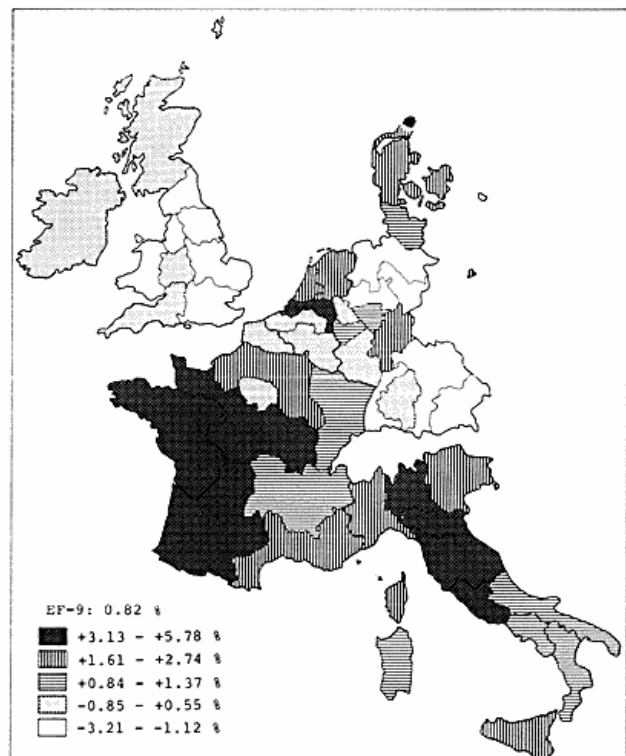 EF-9: 0.82 %
+3.13 - +5.78 %
+1.61 - +2.74 %
+0.84 - +1.37 %
-0.85 - +0.55 %
-3.21 - -1.12 %